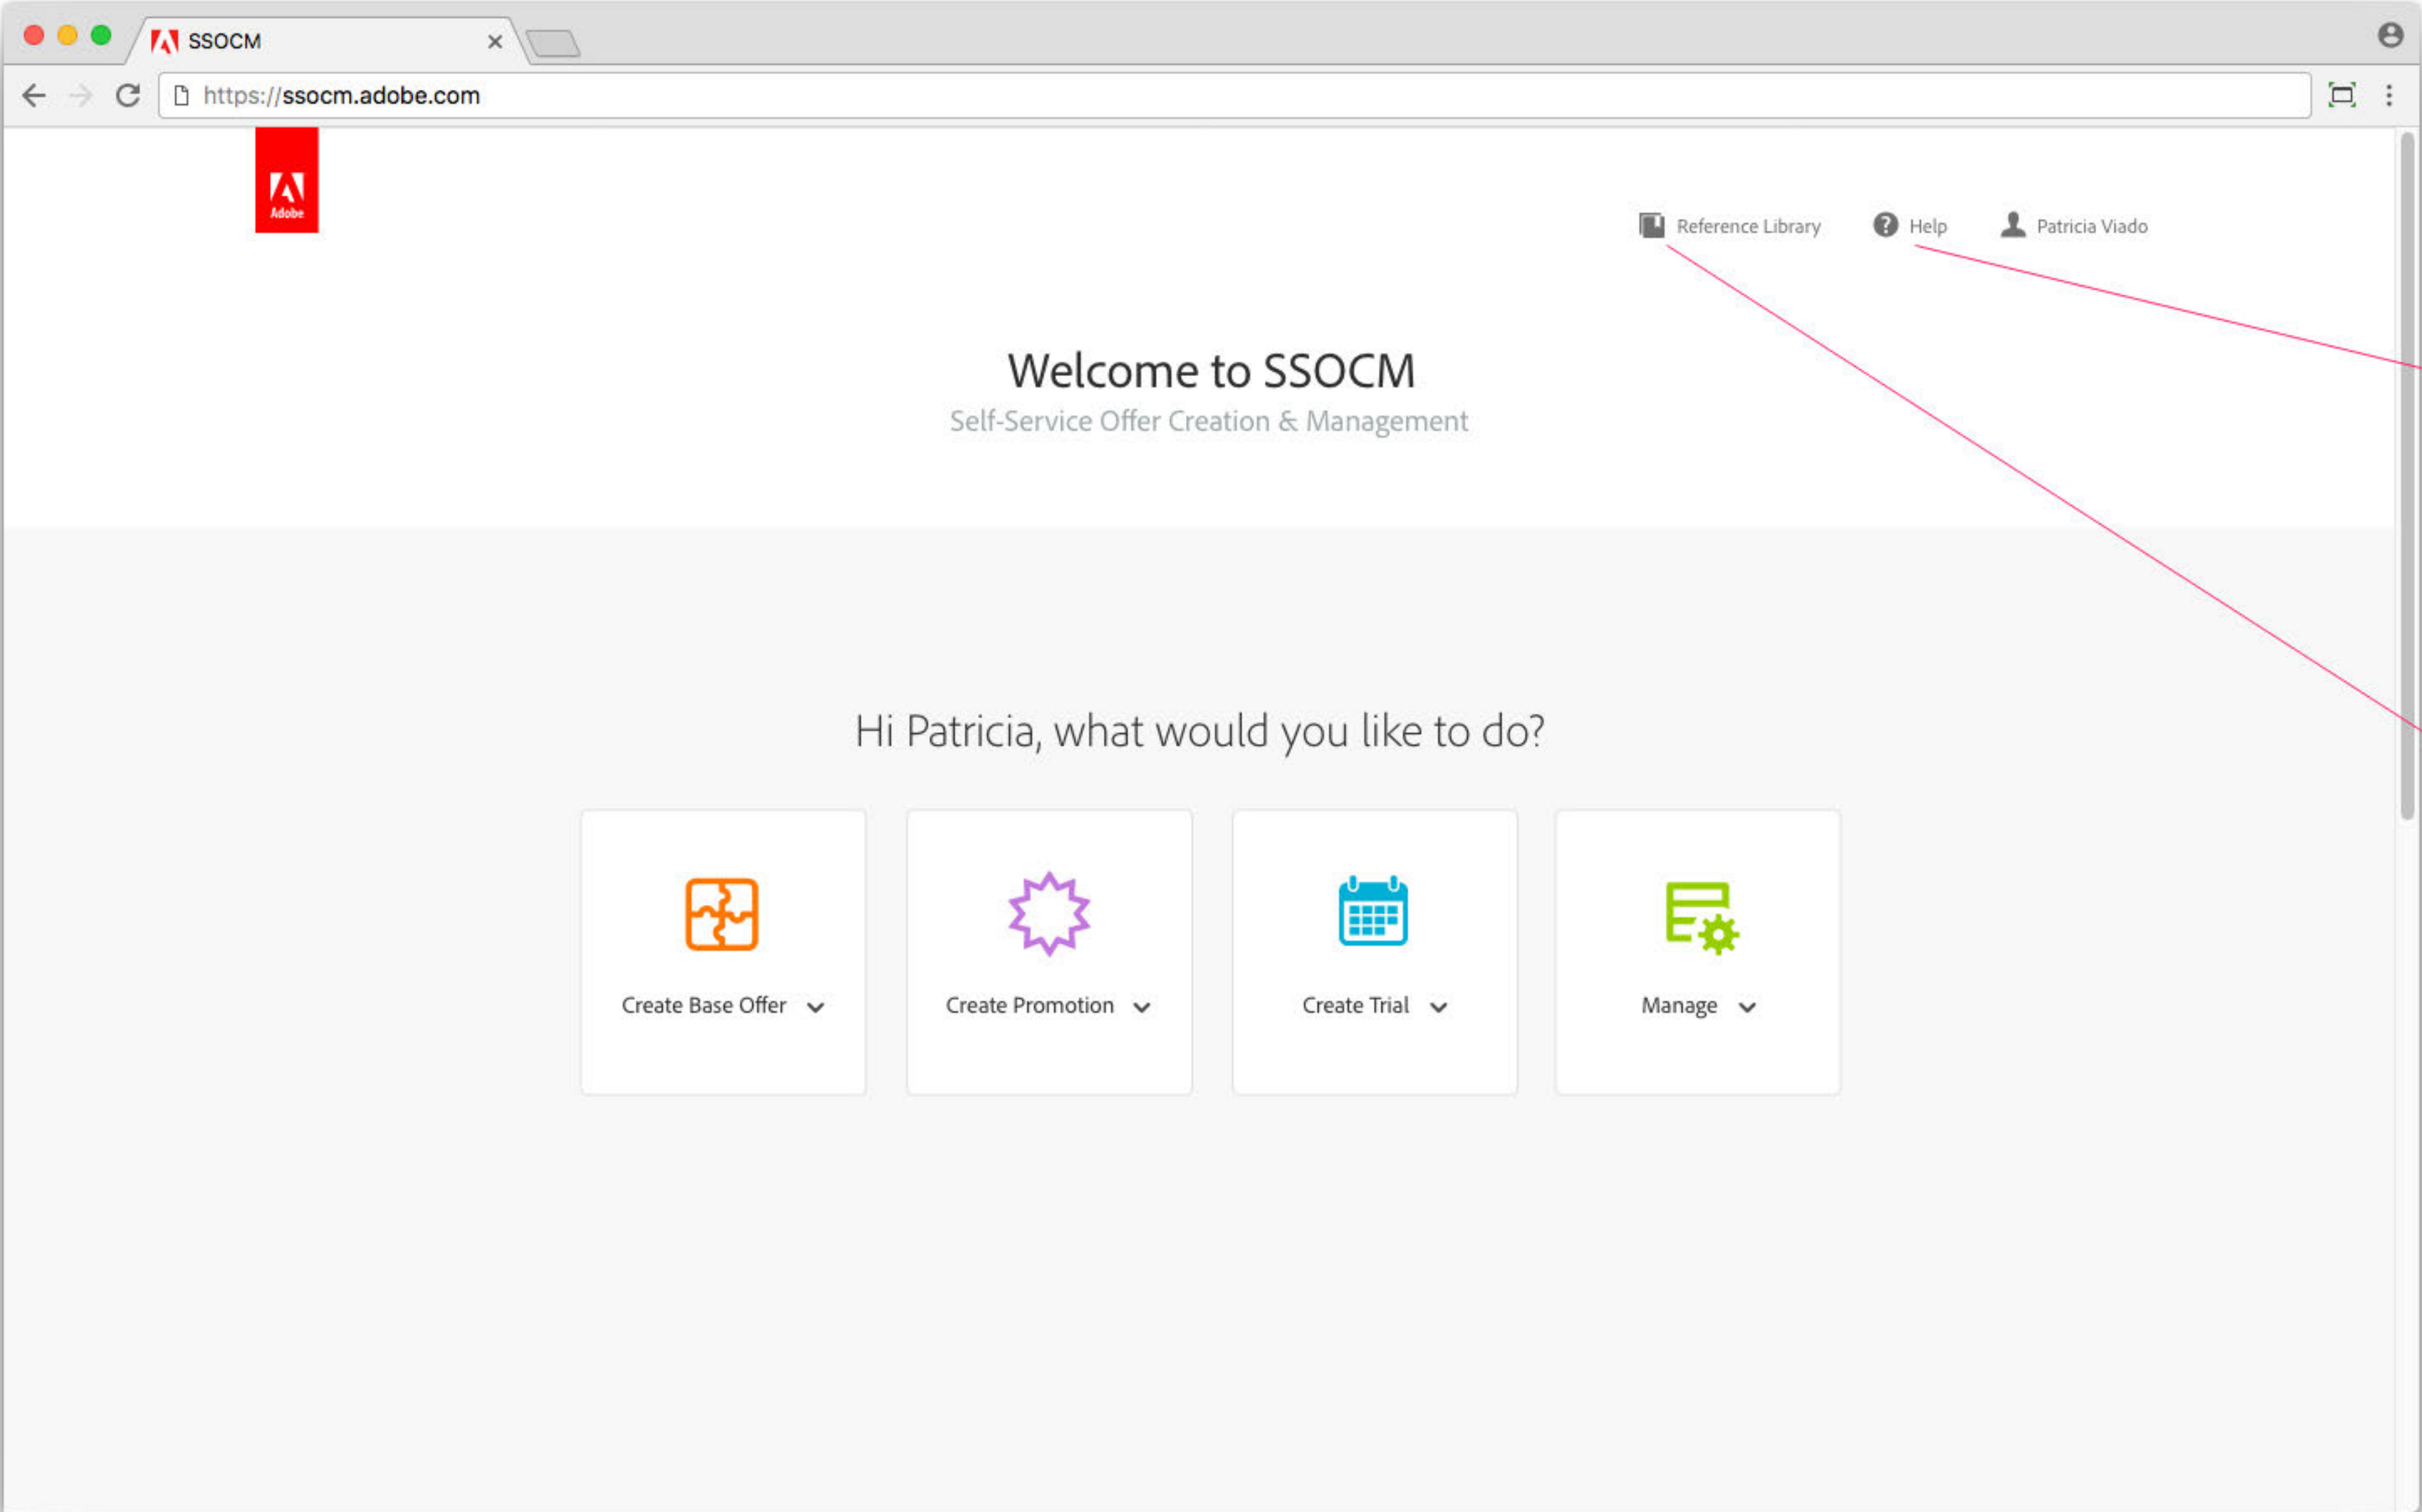 SSOCM
https://ssocm.adobe.com
Adobe
Reference Library
Help
Patricia Viado
Welcome to SSOCM
Self-Service Offer Creation & Management
Hi Patricia, what would you like to do?
Create Base Offer
Create Promotion
Create Trial
Manage